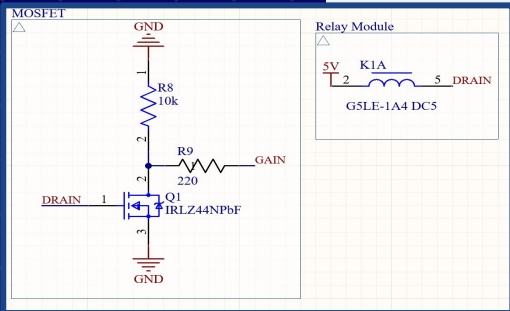 MOSFET
GND
1
R8
10k
2
R9
GAIN
220
2
DRAIN
1
Q1
IRLZ44NPbF
3
GND
Relay Module
5V
K1A
2
5
DRAIN
G5LE-1A4 DC5